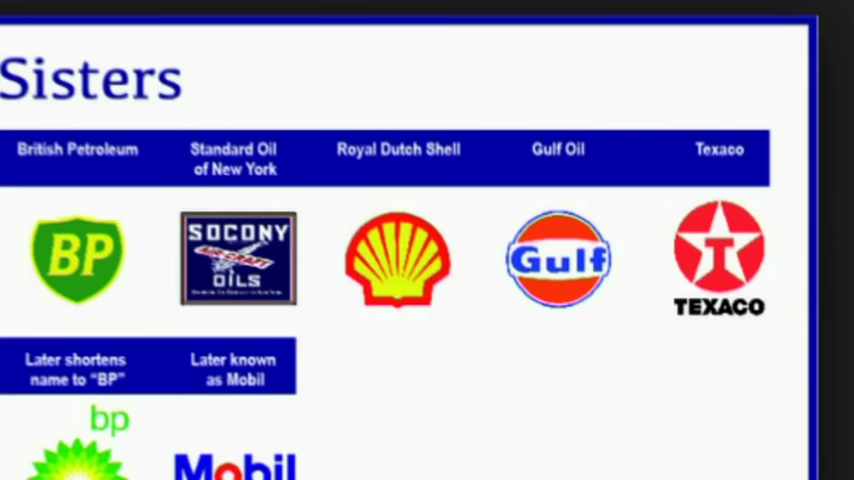 Sisters
British Petroleum
Standard Oil
of New York
Royal Dutch Shell
Gulf Oil
Texaco
BP
SOCONY
AIRCRAFT
OILS
Gulf
T
TEXACO
Later shortens
name to “BP”
Later known
as Mobil
bp
Mobil